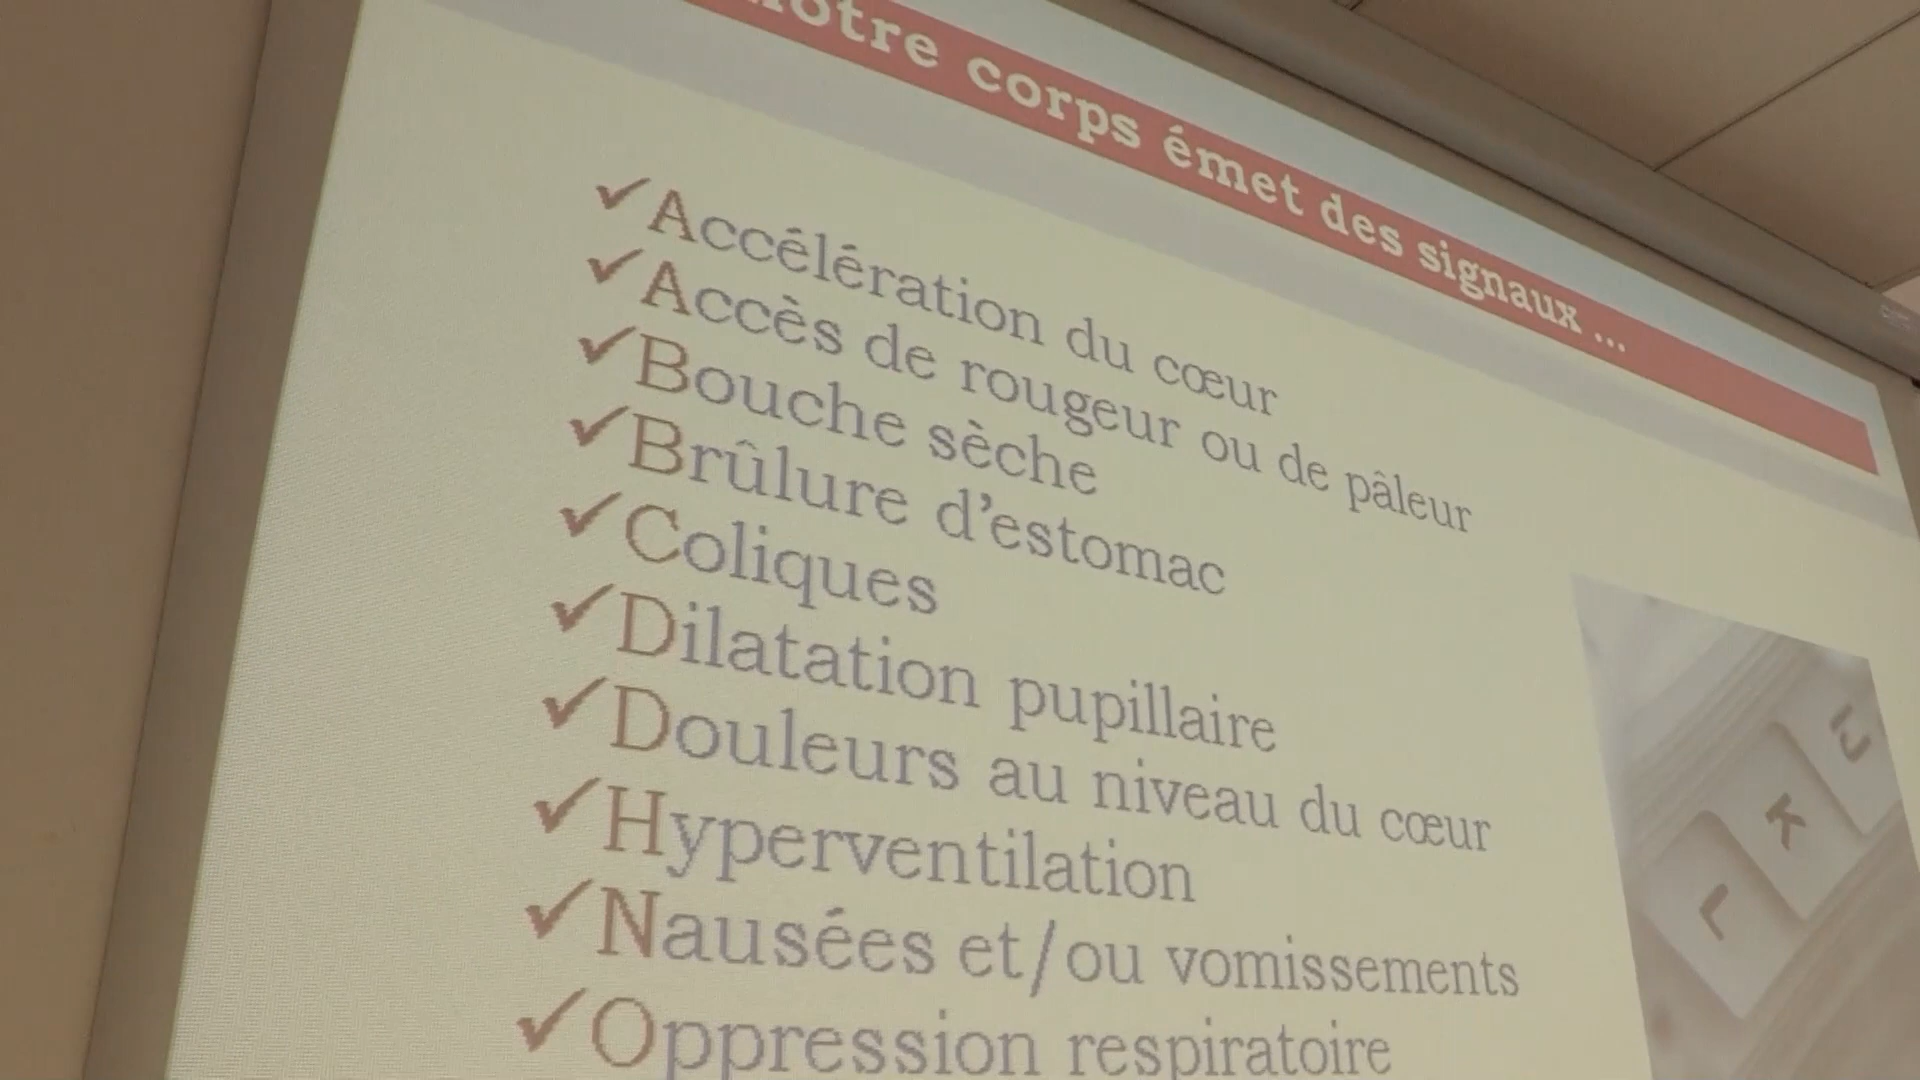 notre corps émet des signaux ...
✓Accélération du cœur
✓Accès de rougeur ou de pâleur
✓Bouche sèche
✓Brûlure d'estomac
✓Coliques
✓Dilatation pupillaire
✓Douleurs au niveau du cœur
✓Hyperventilation
✓Nausées et/ou vomissements
✓Oppression respiratoire